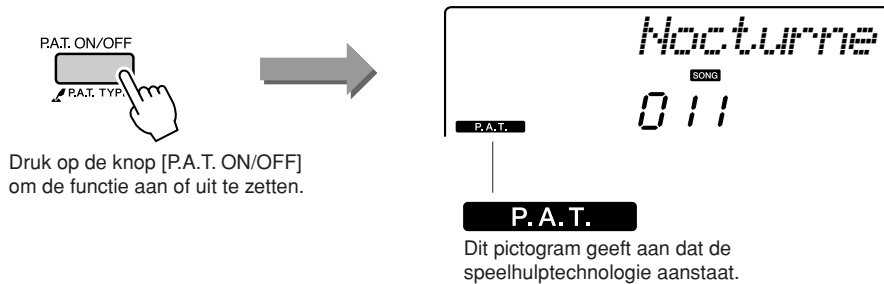 P.A.T. ON/OFF
P.A.T. TYP
Druk op de knop [P.A.T. ON/OFF]
om de functie aan of uit te zetten.
Nocturne
SONG
011
P.A.T.
P.A.T.
Dit pictogram geeft aan dat de
speelhulptechnologie aanstaat.